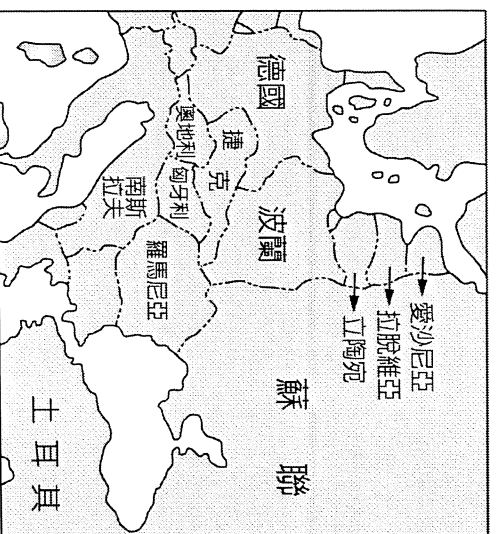 德國
捷克
奧地利
匈牙利
南斯
拉夫
波蘭
羅馬尼亞
愛沙尼亞
拉脫維亞
立陶宛
蘇聯
土耳其